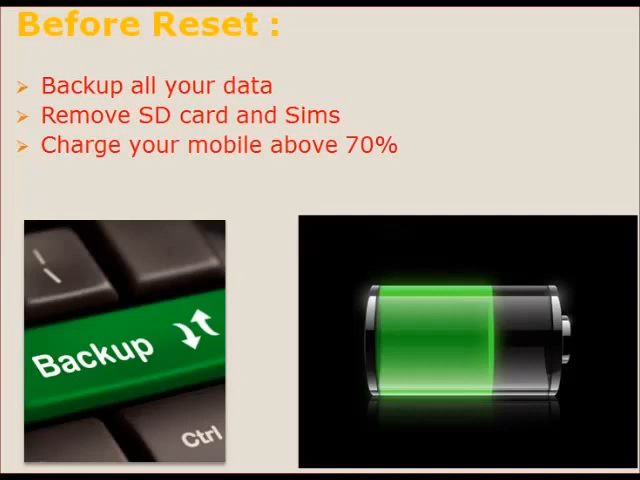 Before Reset :
Backup all your data
Remove SD card and Sims
Charge your mobile above 70%
Backup
Ctrl